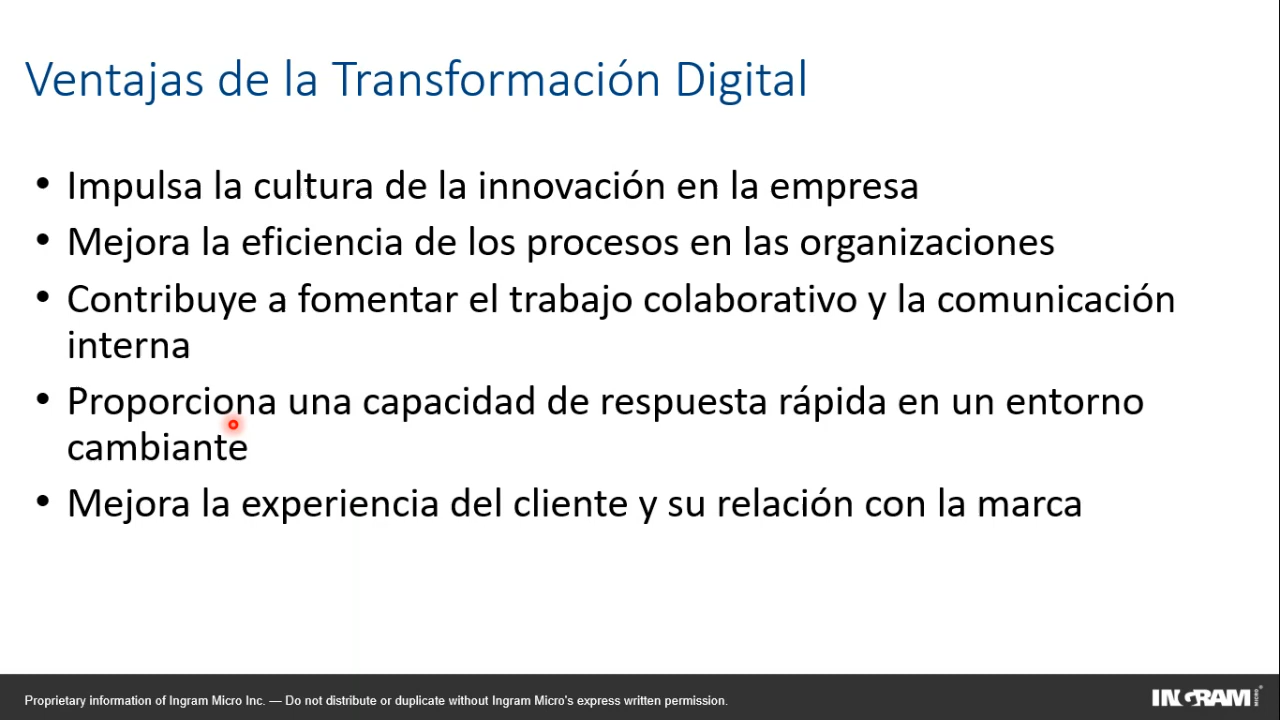 Ventajas de la Transformación Digital
• Impulsa la cultura de la innovación en la empresa
• Mejora la eficiencia de los procesos en las organizaciones
• Contribuye a fomentar el trabajo colaborativo y la comunicación
interna
• Proporciona una capacidad de respuesta rápida en un entorno
cambiante
• Mejora la experiencia del cliente y su relación con la marca
Proprietary information of Ingram Micro Inc. — Do not distribute or duplicate without Ingram Micro's express written permission.
INGRAM MICRO